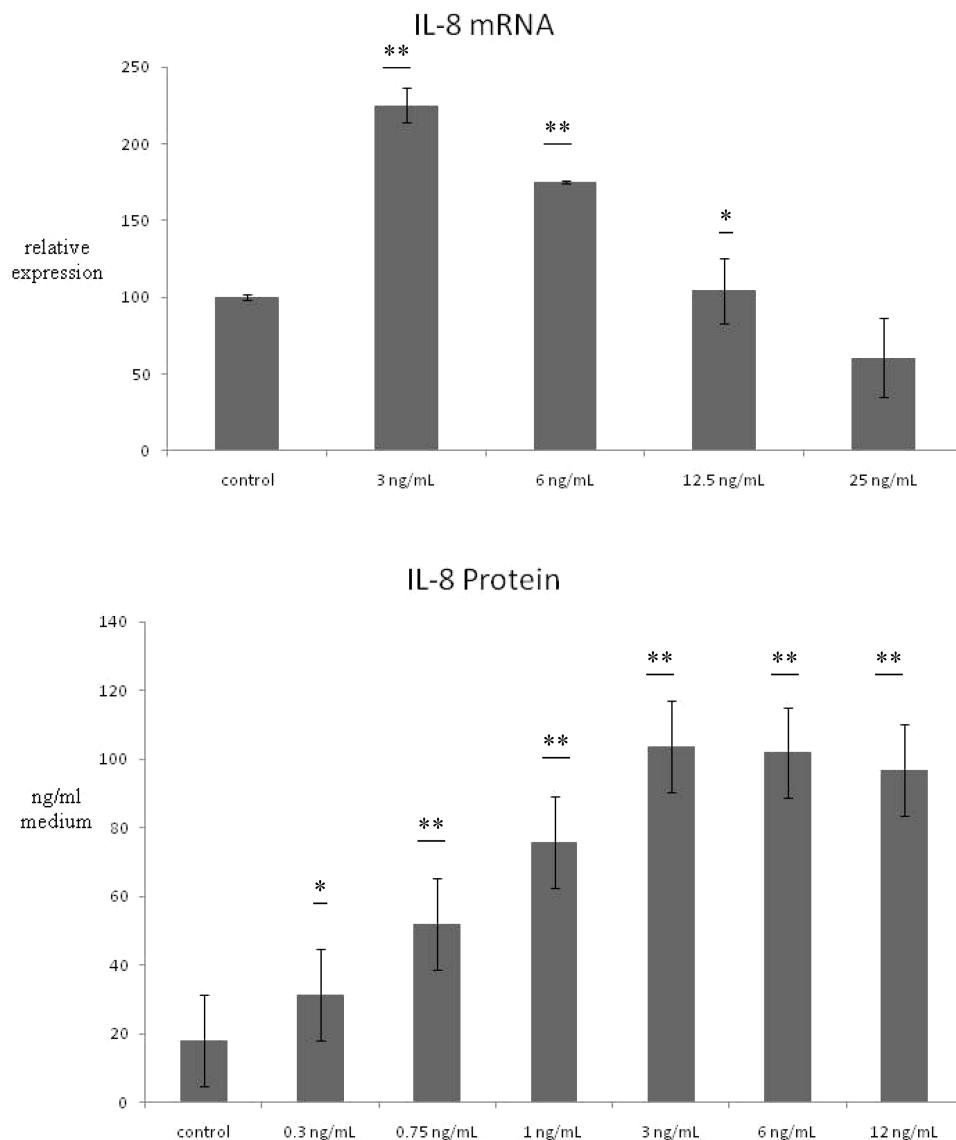 IL-8 mRNA
250
200
150
100
50
0
relative
expression
**
**
*
control 3 ng/mL 6 ng/mL 12.5 ng/mL 25 ng/mL
IL-8 Protein
140
120
100
80
60
40
20
0
ng/ml
medium
*
**
**
**
**
**
control 0.3 ng/mL 0.75 ng/mL 1 ng/mL 3 ng/mL 6 ng/mL 12 ng/mL